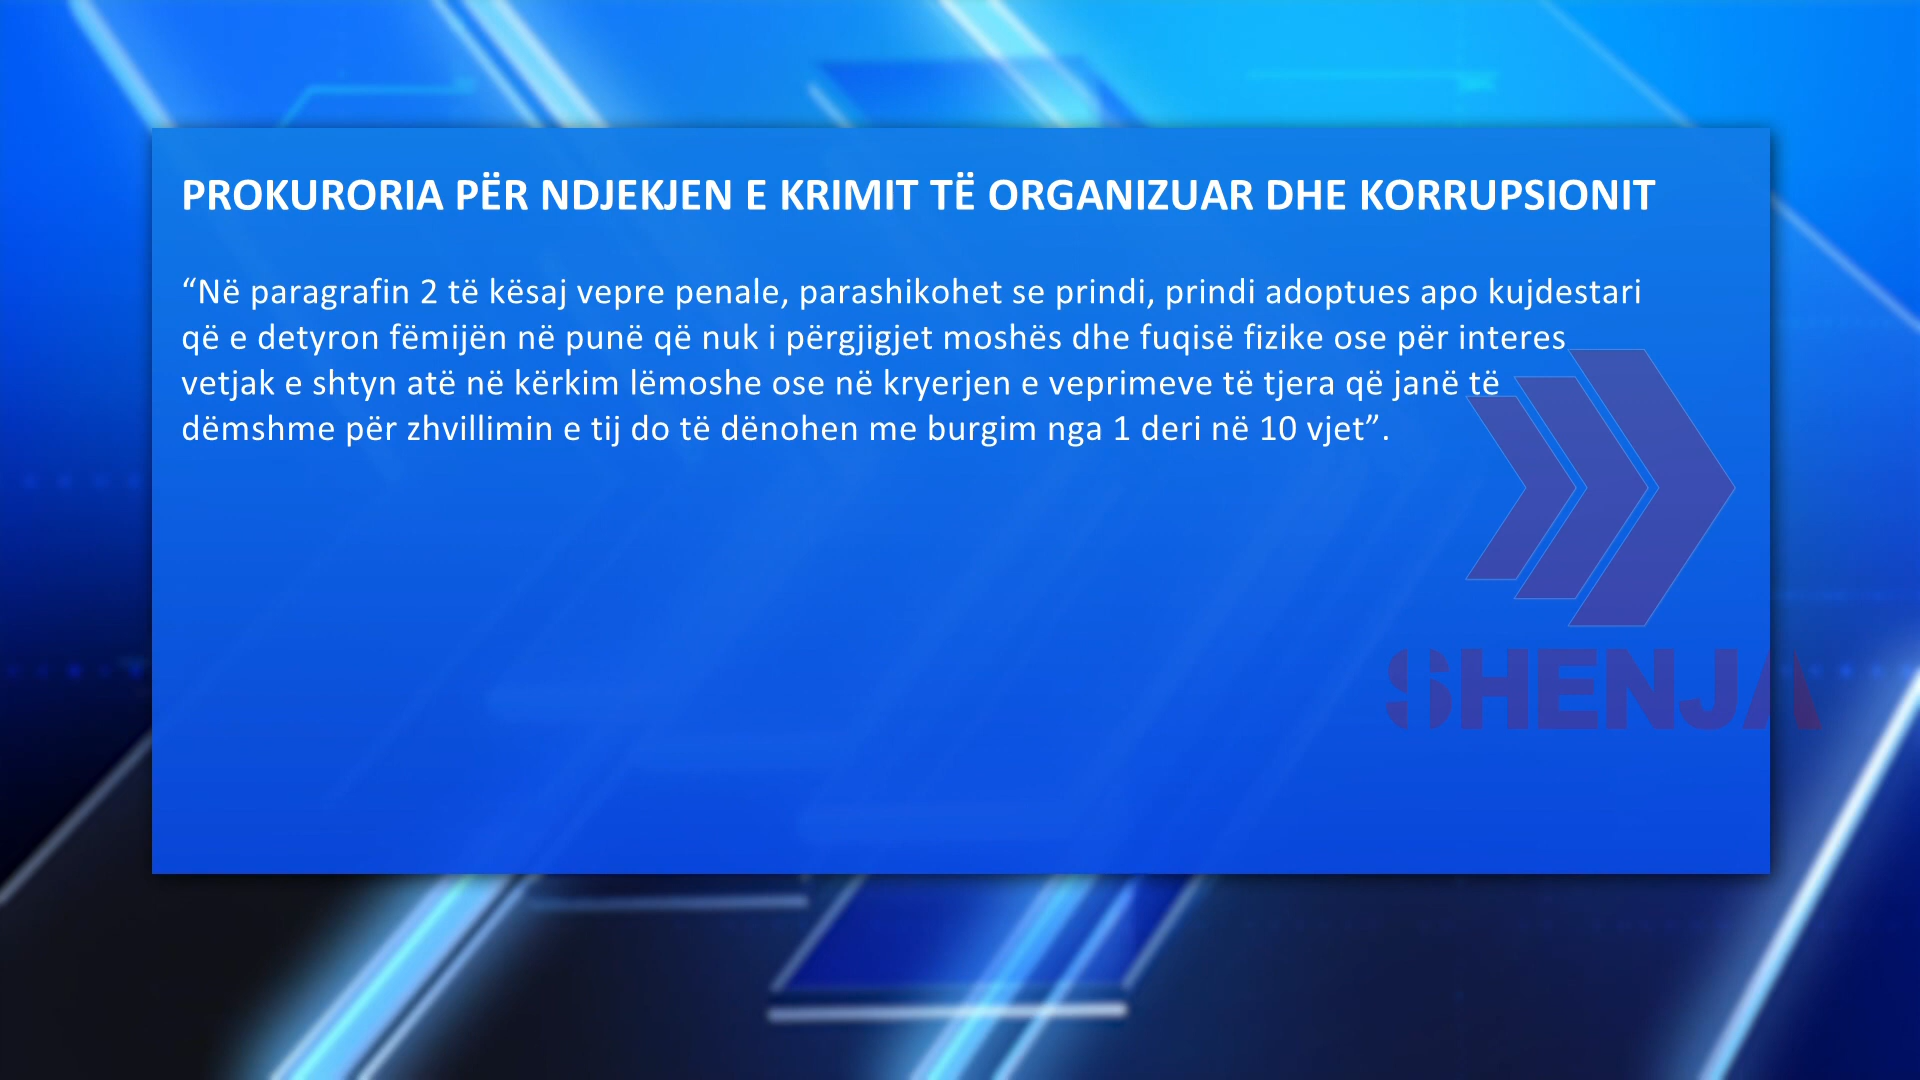 PROKURORIA PËR NDJEKJEN E KRIMIT TË ORGANIZUAR DHE KORRUPSIONIT
“Në paragrafin 2 të kësaj vepre penale, parashikohet se prindi, prindi adoptues apo kujdestari
që e detyron fëmijën në punë që nuk i përgjigjet moshës dhe fuqisë fizike ose për interes
vetjak e shtyn atë në kërkim lëmoshe ose në kryerjen e veprimeve të tjera që janë të
dëmshme për zhvillimin e tij do të dënohen me burgim nga 1 deri në 10 vjet”.
SHENJA